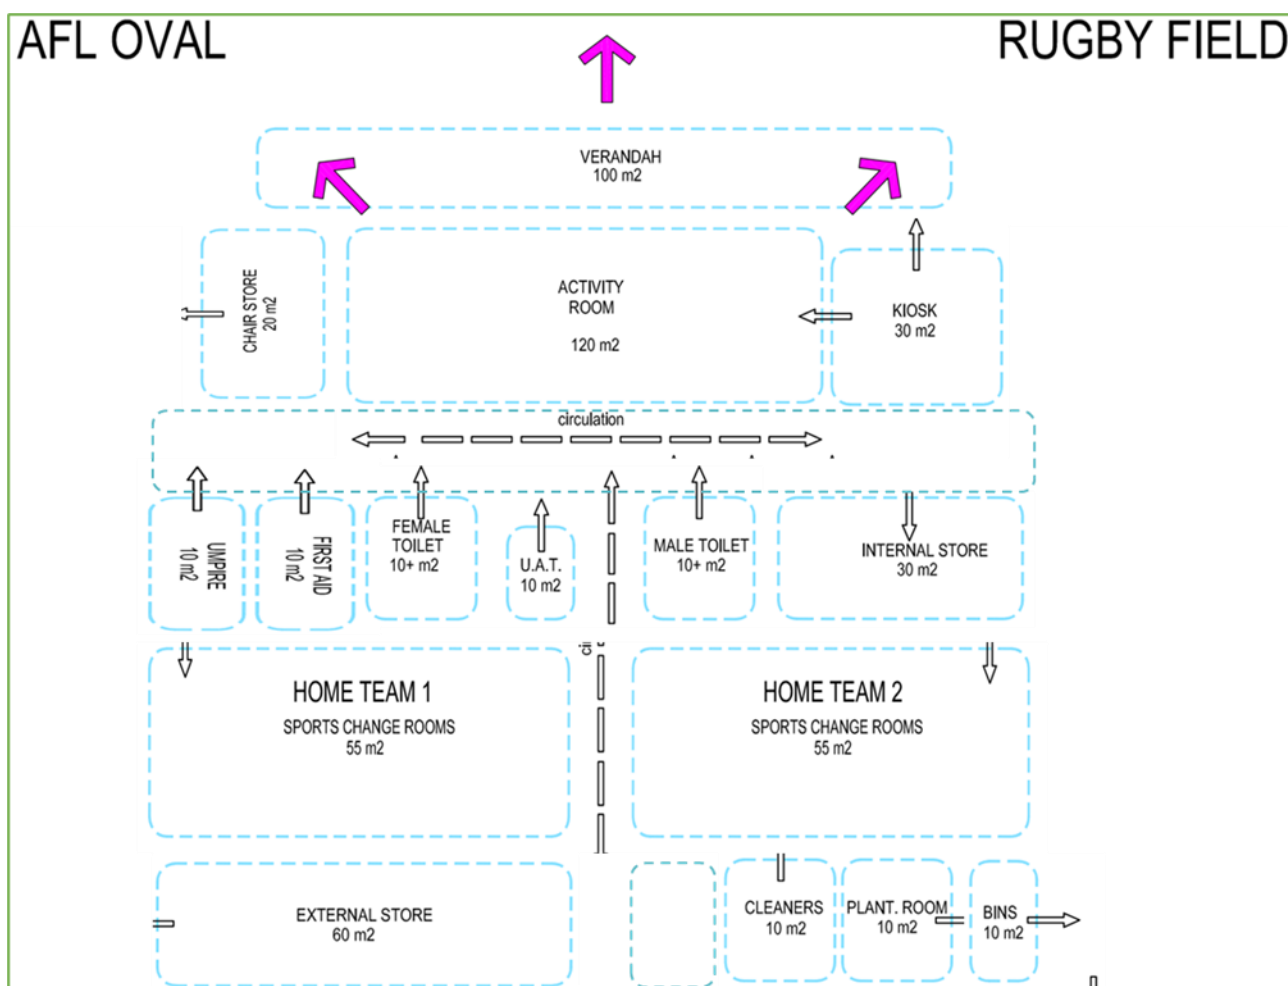 AFL OVAL
RUGBY FIELD
VERANDAH
100 m2
CHAIR STORE
20 m2
ACTIVITY
ROOM
120 m2
KIOSK
30 m2
circulation
UMPIRE
10 m2
FIRST AID
10 m2
FEMALE
TOILET
10+ m2
U.A.T.
10 m2
MALE TOILET
10+ m2
INTERNAL STORE
30 m2
HOME TEAM 1
SPORTS CHANGE ROOMS
55 m2
HOME TEAM 2
SPORTS CHANGE ROOMS
55 m2
EXTERNAL STORE
60 m2
CLEANERS
10 m2
PLANT. ROOM
10 m2
BINS
10 m2